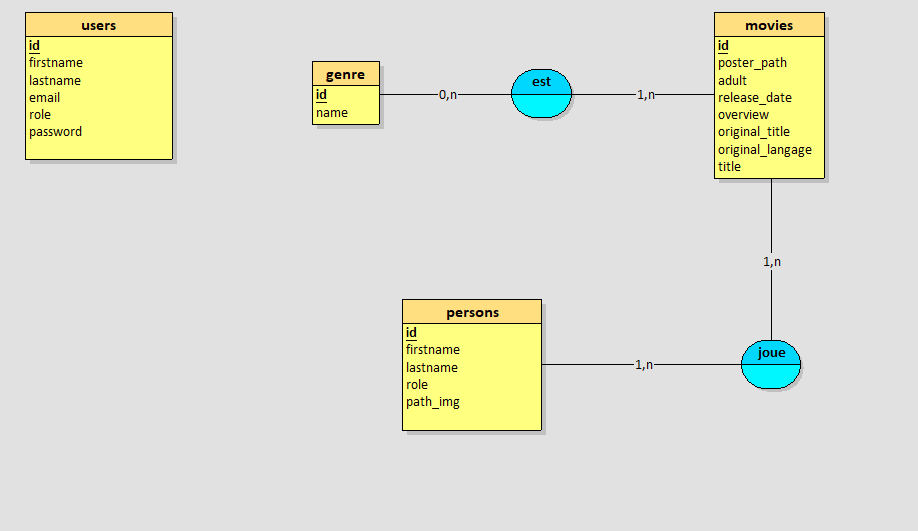 users
id
firstname
lastname
email
role
password
genre
id
name
0,n
est
1,n
movies
id
poster_path
adult
release_date
overview
original_title
original_langage
title
1,n
persons
id
firstname
lastname
role
path_img
1,n
joue